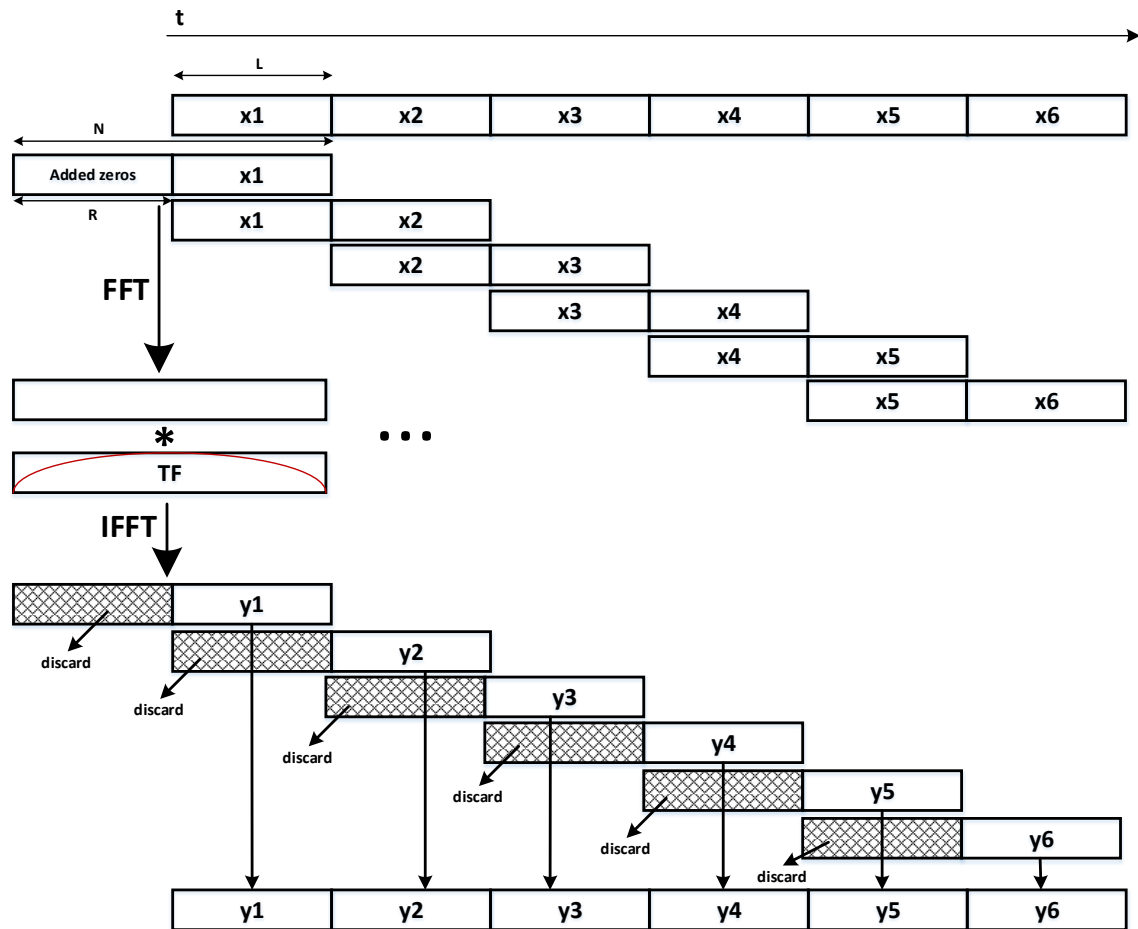 t
L
x1 x2 x3 x4 x5 x6
N
Added zeros x1
R
x1 x2
x2 x3
FFT
x3 x4
x4 x5
x5 x6
*
...
TF
IFFT
y1
discard
y2
discard
y3
discard
y4
discard
y5
discard
y6
discard
y1 y2 y3 y4 y5 y6